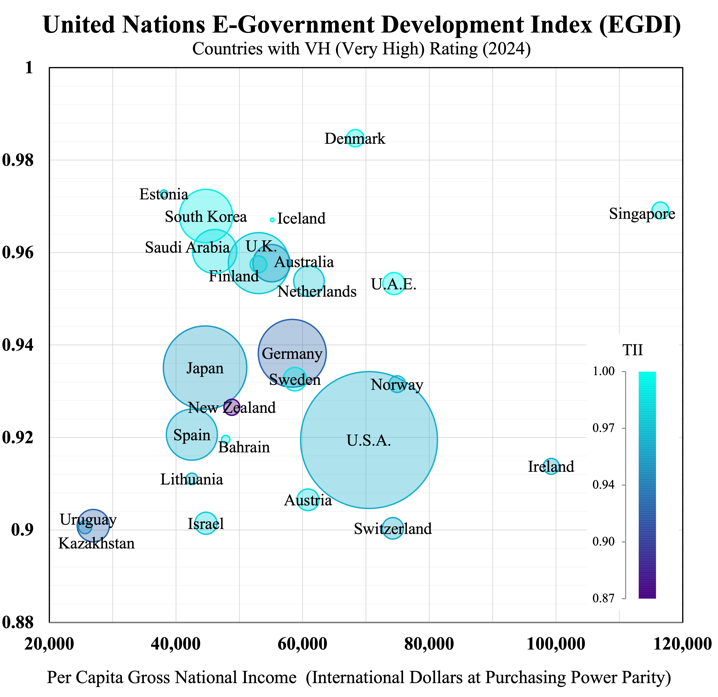 United Nations E-Government Development Index (EGDI)
Countries with VH (Very High) Rating (2024)
1
Denmark
0.98
Estonia
South Korea
Iceland
Singapore
Saudi Arabia
U.K.
0.96
Australia
Finland
Netherlands
U.A.E.
0.94
TII
Germany
Japan
1.00
Sweden
Norway
New Zealand
0.97
0.92
Spain
Bahrain
U.S.A.
Ireland
Lithuania
0.94
Austria
Uruguay
Israel
0.9
Switzerland
Kazakhstan
0.90
0.87
0.88
20,000
40,000
60,000
80,000
100,000
120,000
Per Capita Gross National Income (International Dollars at Purchasing Power Parity)